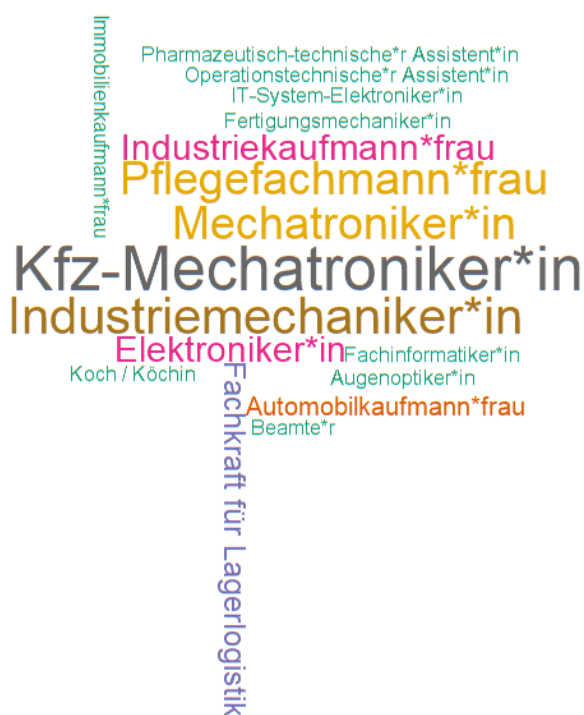 Immobilienkaufmann*frau
Pharmazeutisch-technische*r Assistent*in
Operationstechnische*r Assistent*in
IT-System-Elektroniker*in
Fertigungsmechaniker*in
Industriekaufmann*frau
Pflegefachmann*frau
Mechatroniker*in
Kfz-Mechatroniker*in
Industriemechaniker*in
Elektroniker*in
Fachinformatiker*in
Koch / Köchin
Augenoptiker*in
Fachkraft für Lagerlogistik
Automobilkaufmann*frau
Beamte*r